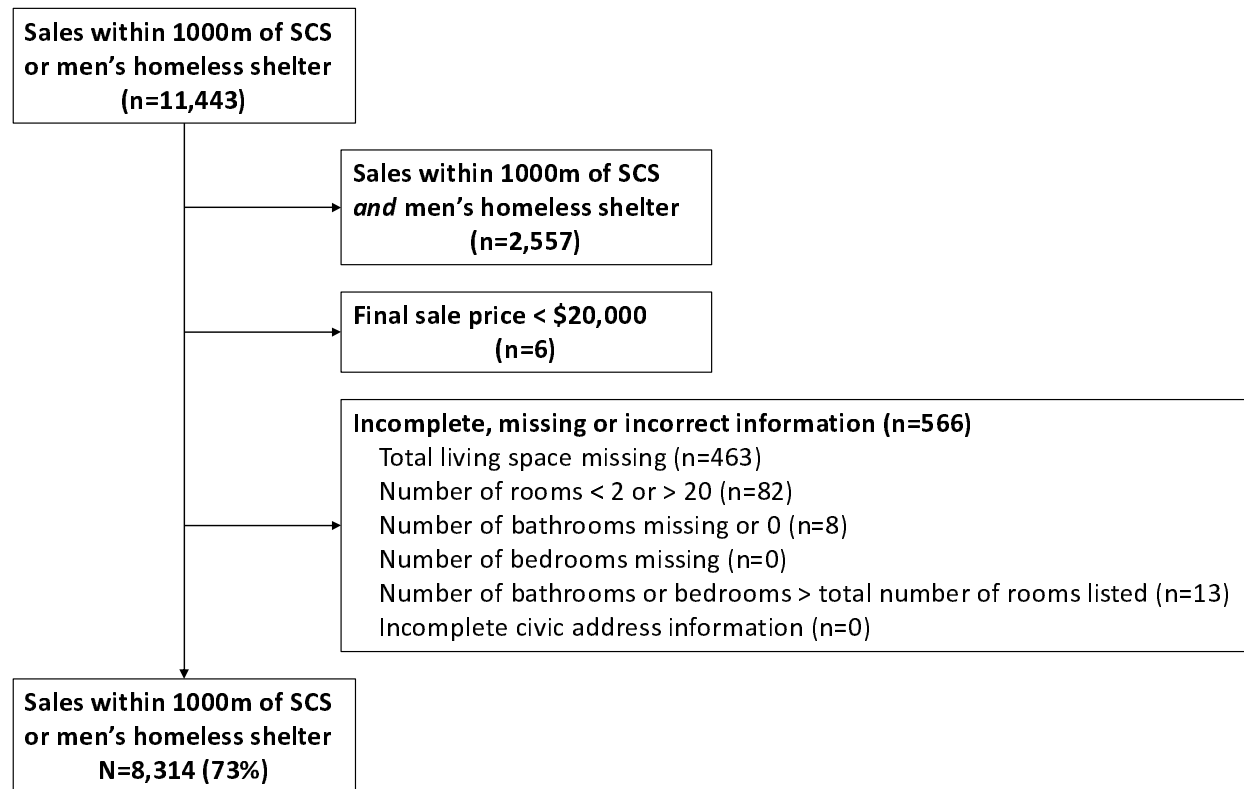 Sales within 1000m of SCS
or men’s homeless shelter
(n=11,443)
Sales within 1000m of SCS
and men’s homeless shelter
(n=2,557)
Final sale price < $20,000
(n=6)
Incomplete, missing or incorrect information (n=566)
Total living space missing (n=463)
Number of rooms < 2 or > 20 (n=82)
Number of bathrooms missing or 0 (n=8)
Number of bedrooms missing (n=0)
Number of bathrooms or bedrooms > total number of rooms listed (n=13)
Incomplete civic address information (n=0)
Sales within 1000m of SCS
or men’s homeless shelter
N=8,314 (73%)